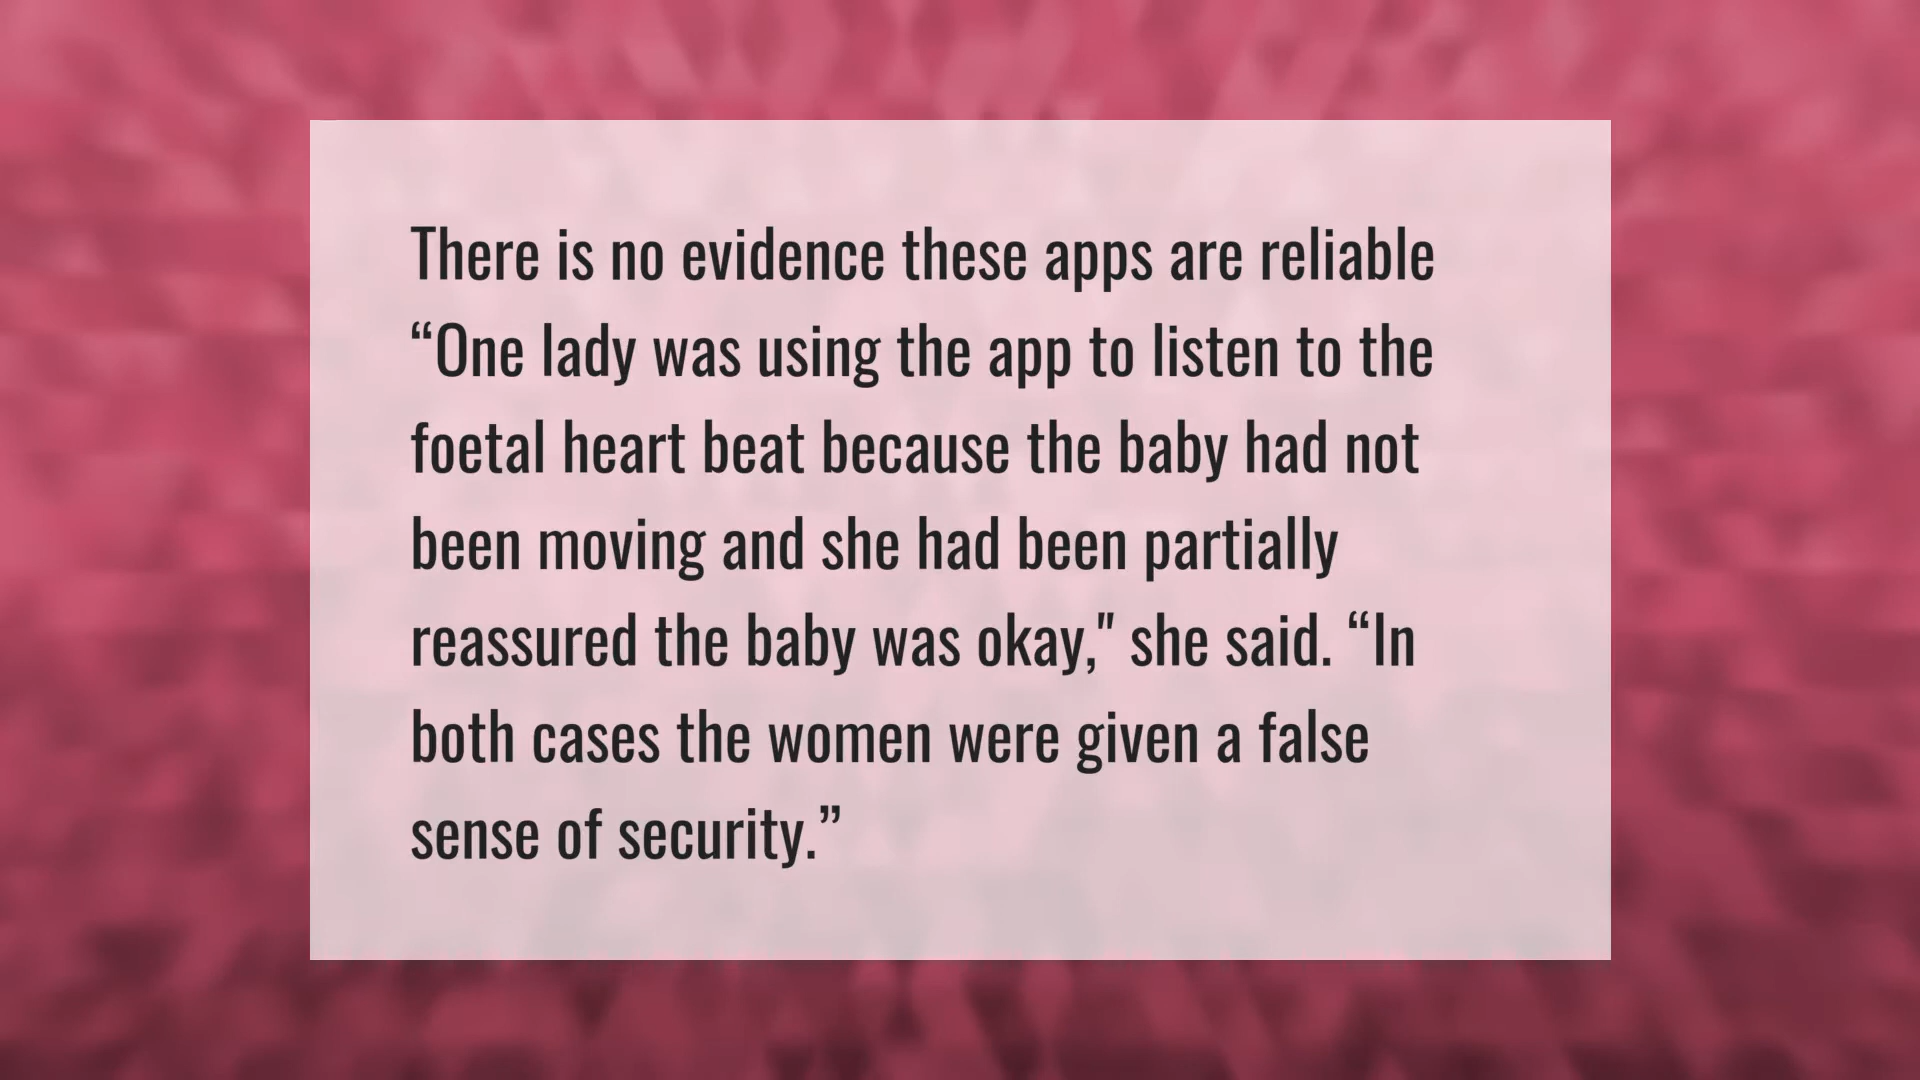 There is no evidence these apps are reliable
“One lady was using the app to listen to the
foetal heart beat because the baby had not
been moving and she had been partially
reassured the baby was okay," she said. “In
both cases the women were given a false
sense of security.”